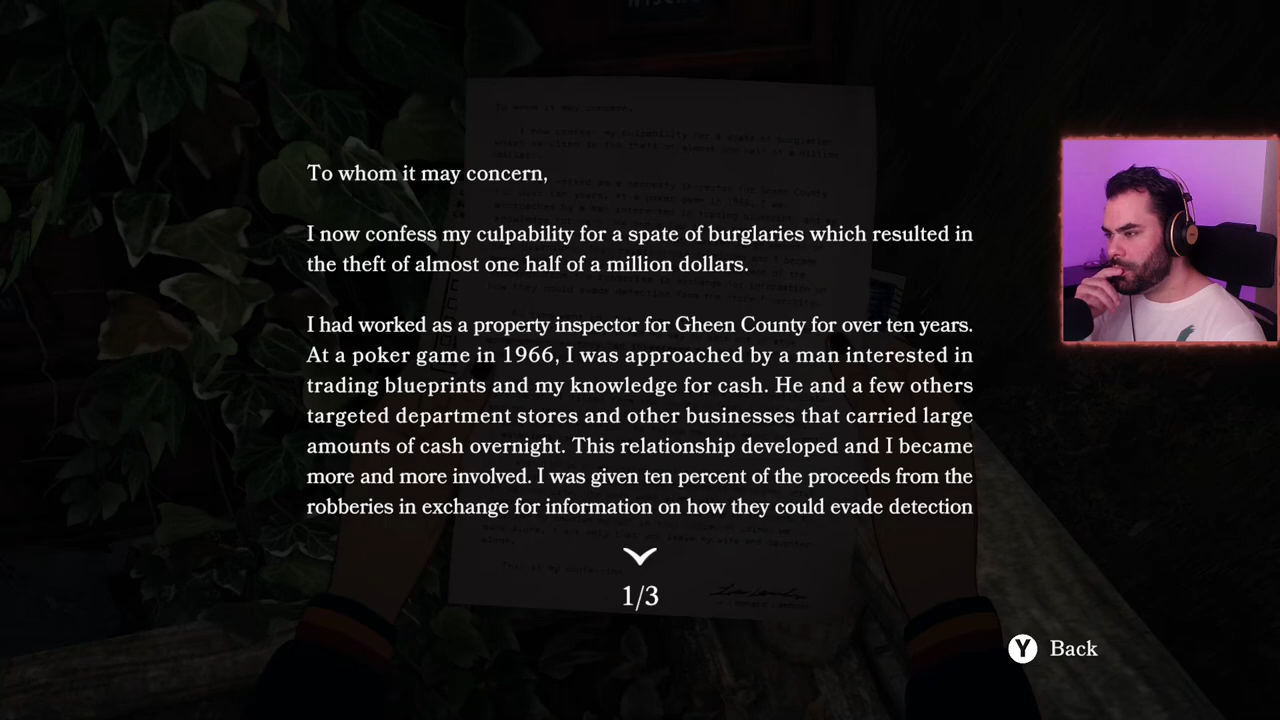 To whom it may concern,
I now confess my culpability for a spate of burglaries which resulted in
the theft of almost one half of a million dollars.
I had worked as a property inspector for Gheen County for over ten years.
At a poker game in 1966, I was approached by a man interested in
trading blueprints and my knowledge for cash. He and a few others
targeted department stores and other businesses that carried large
amounts of cash overnight. This relationship developed and I became
more and more involved. I was given ten percent of the proceeds from the
robberies in exchange for information on how they could evade detection
1/3
Y Back